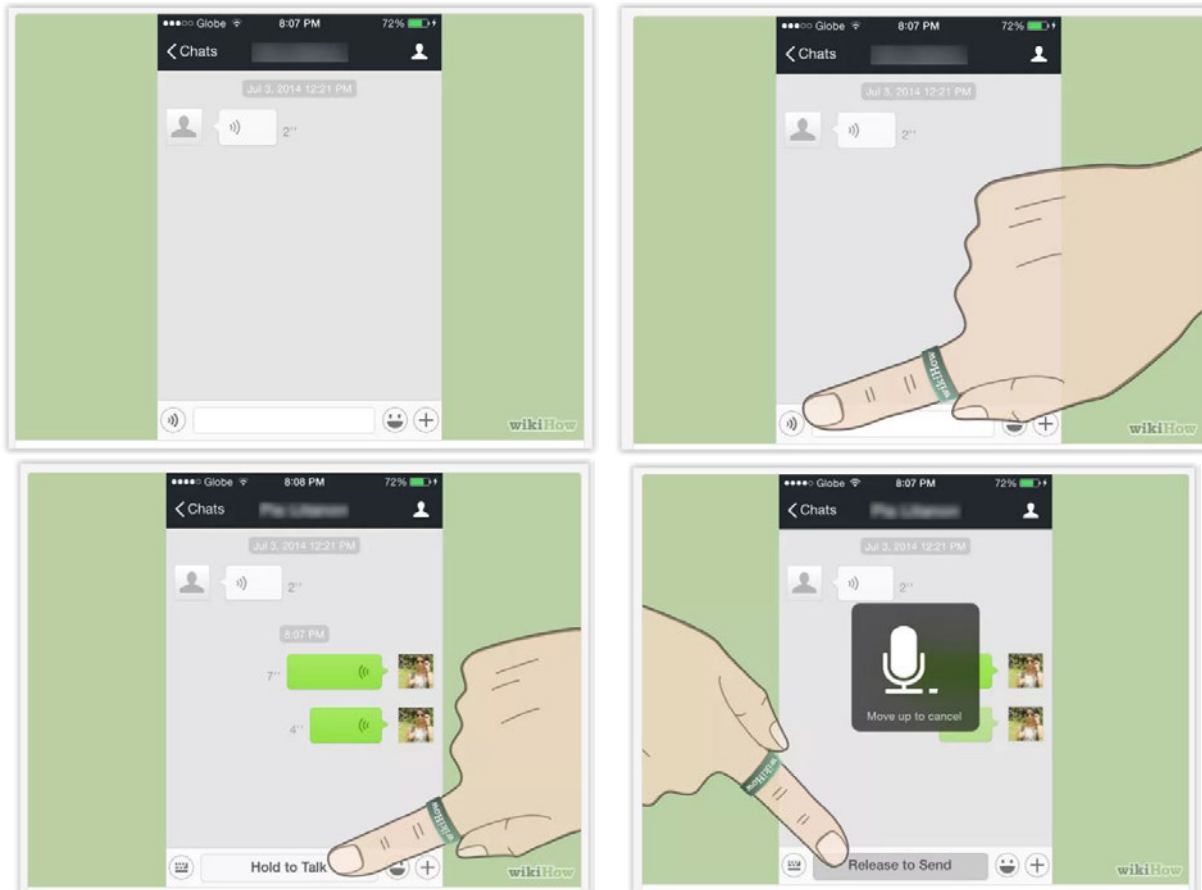 Globe 8:07 PM 72%
Chats
Jul 3, 2014 12:21 PM
2''
wikiHow
Globe 8:07 PM 72%
Chats
Jul 3, 2014 12:21 PM
2''
wikiHow
wikiHow
Globe 8:08 PM 72%
Chats
Jul 3, 2014 12:21 PM
2''
8:07 PM
7''
4''
wikiHow
Hold to Talk
wikiHow
Globe 8:07 PM 72%
Chats
Jul 3, 2014 12:21 PM
2''
Move up to cancel
wikiHow
Release to Send
wikiHow